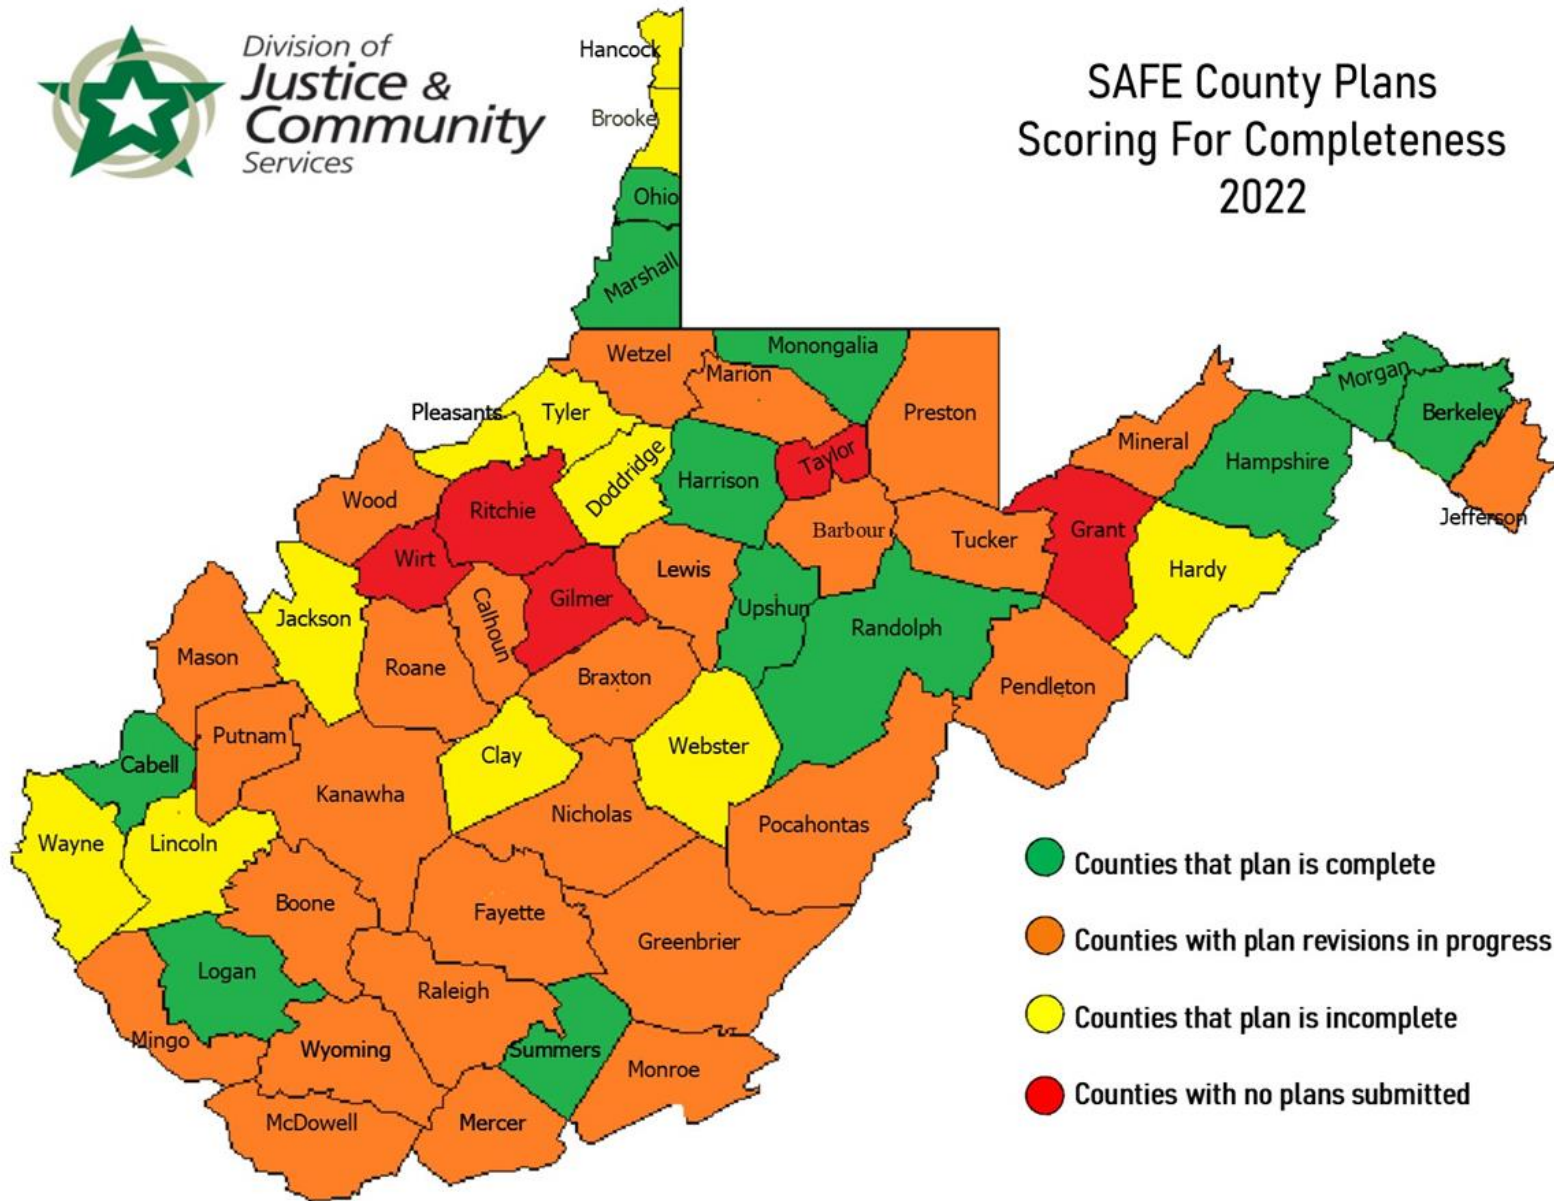 Division of
Justice &
Community
Services
SAFE County Plans
Scoring For Completeness
2022
Hancock
Brooke
Ohio
Marshall
Wetzel
Monongalia
Marion
Preston
Pleasants
Tyler
Doddridge
Harrison
Taylor
Mineral
Morgan
Berkeley
Hampshire
Jefferson
Wood
Ritchie
Barbour
Tucker
Grant
Hardy
Wirt
Lewis
Gilmer
Calhoun
Upshur
Randolph
Jackson
Mason
Roane
Braxton
Pendleton
Putnam
Cabell
Clay
Webster
Kanawha
Nicholas
Pocahontas
Wayne
Lincoln
Boone
Fayette
Greenbrier
Logan
Raleigh
Mingo
Wyoming
Summers
Monroe
McDowell
Mercer
Counties that plan is complete
Counties with plan revisions in progress
Counties that plan is incomplete
Counties with no plans submitted